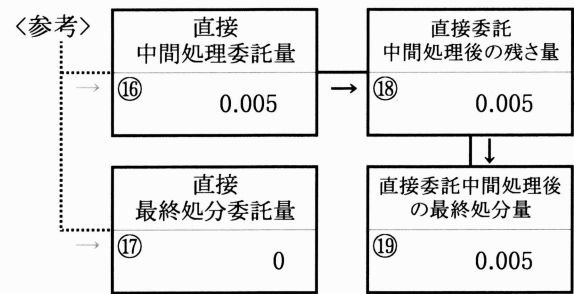 〈参考〉
直接
中間処理委託量
⑯
0.005
→
直接委託
中間処理後の残さ量
⑱
0.005
↓
直接
最終処分委託量
⑰
0
直接委託中間処理後
の最終処分量
⑲
0.005